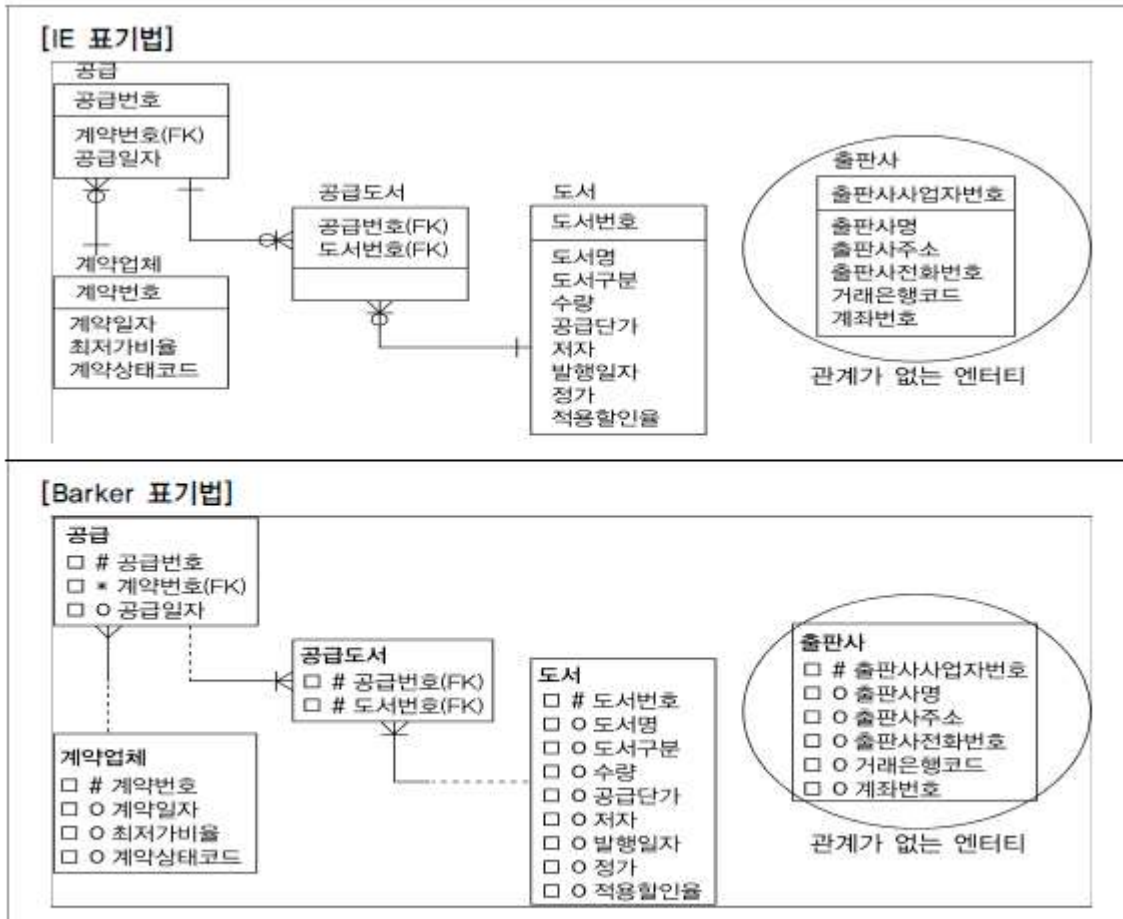 [IE 표기법]
공급
공급번호
계약번호(FK)
공급일자
계약업체
계약번호
계약일자
최저가비율
계약상태코드
공급도서
공급번호(FK)
도서번호(FK)
도서
도서번호
도서명
도서구분
수량
공급단가
저자
발행일자
정가
적용할인율
출판사
출판사사업자번호
출판사명
출판사주소
출판사전화번호
거래은행코드
계좌번호
관계가 없는 엔터티
[Barker 표기법]
공급
□ # 공급번호
□ * 계약번호(FK)
□ O 공급일자
계약업체
□ # 계약번호
□ O 계약일자
□ O 최저가비율
□ O 계약상태코드
공급도서
□ # 공급번호(FK)
□ # 도서번호(FK)
도서
□ # 도서번호
□ O 도서명
□ O 도서구분
□ O 수량
□ O 공급단가
□ O 저자
□ O 발행일자
□ O 정가
□ O 적용할인율
출판사
□ # 출판사사업자번호
□ O 출판사명
□ O 출판사주소
□ O 출판사전화번호
□ O 거래은행코드
□ O 계좌번호
관계가 없는 엔터티